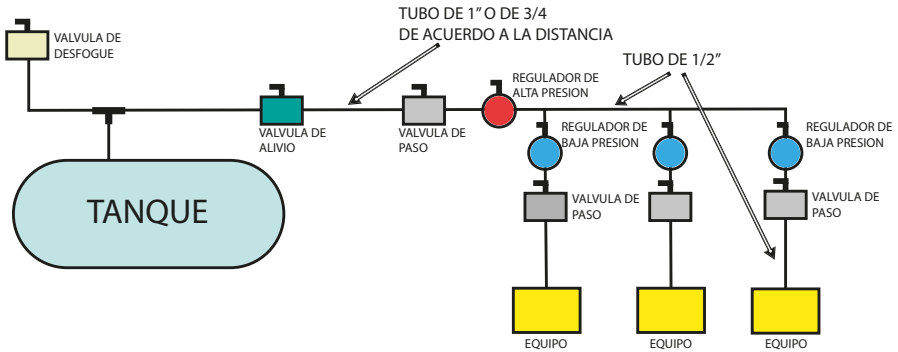 VALVULA DE
DESFOGUE
TUBO DE 1” O DE 3/4
DE ACUERDO A LA DISTANCIA
TUBO DE 1/2”
VALVULA DE
ALIVIO
VALVULA DE
PASO
REGULADOR DE
ALTA PRESION
REGULADOR DE
BAJA PRESION
REGULADOR DE
BAJA PRESION
TANQUE
VALVULA DE
PASO
VALVULA DE
PASO
EQUIPO
EQUIPO
EQUIPO